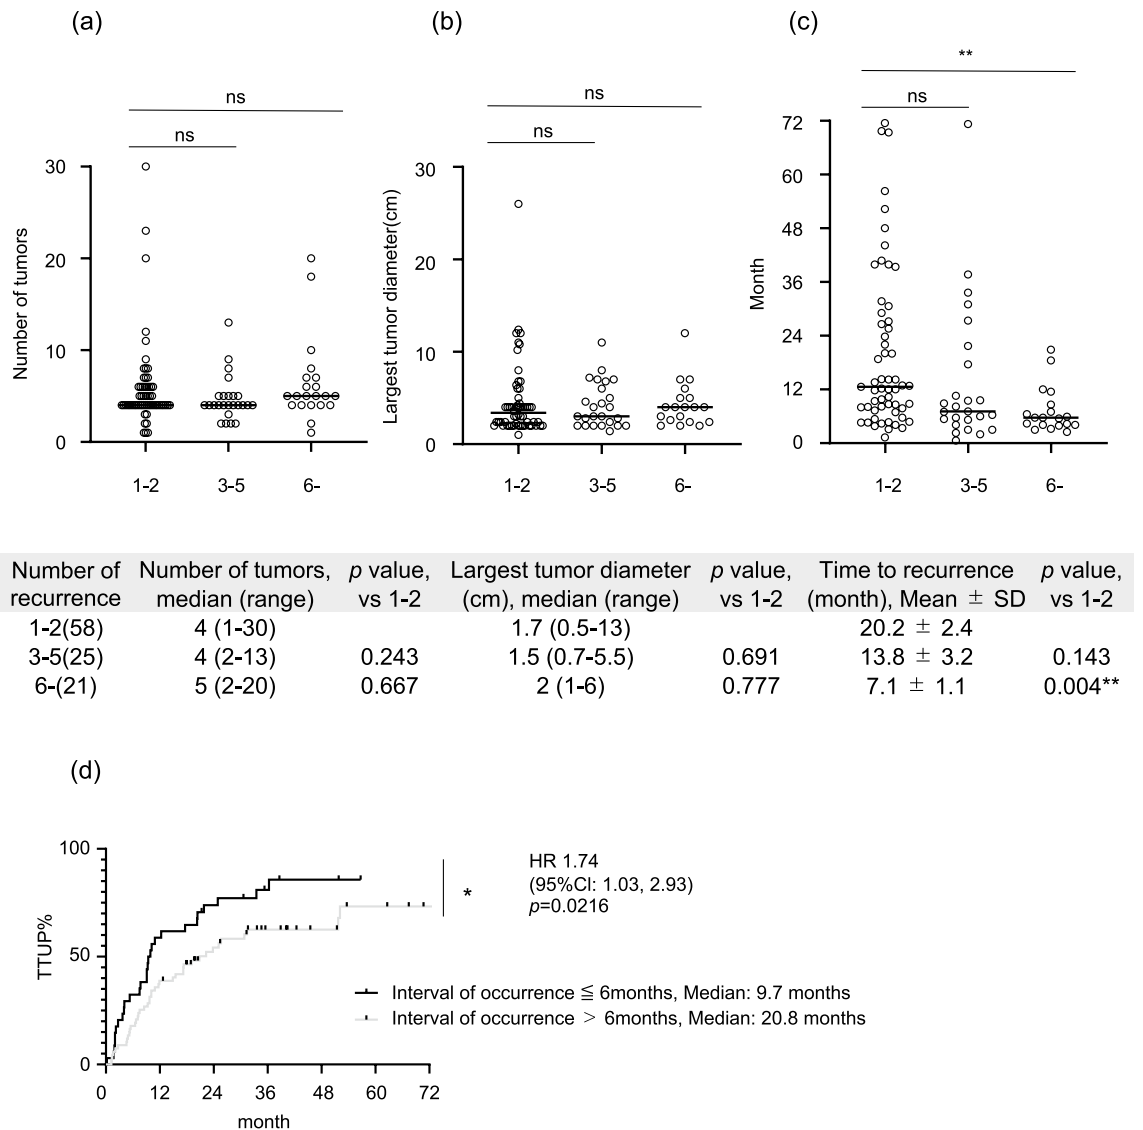 (a)
(b)
(c)
ns
ns
Number of tumors
30
20
10
0
1-2
3-5
6-
ns
ns
Largest tumor diameter(cm)
30
20
10
0
1-2
3-5
6-
**
ns
Month
72
60
48
36
24
12
0
1-2
3-5
6-
Number of recurrence Number of tumors, median (range) p value, vs 1-2 Largest tumor diameter (cm), median (range) p value, vs 1-2 Time to recurrence (month), Mean ± SD p value, vs 1-2
1-2(58) 4 (1-30) 1.7 (0.5-13) 20.2 ± 2.4
3-5(25) 4 (2-13) 0.243 1.5 (0.7-5.5) 0.691 13.8 ± 3.2 0.143
6-(21) 5 (2-20) 0.667 2 (1-6) 0.777 7.1 ± 1.1 0.004**
(d)
TTUP%
100
50
0
0 12 24 36 48 60 72
month
*
HR 1.74
(95%CI: 1.03, 2.93)
p=0.0216
Interval of occurrence ≦ 6months, Median: 9.7 months
Interval of occurrence > 6months, Median: 20.8 months